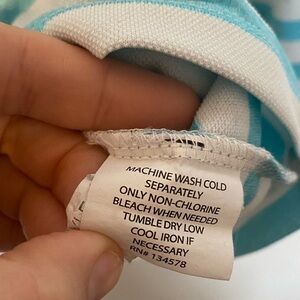 MACHINE WASH COLD
SEPARATELY
ONLY NON-CHLORINE
BLEACH WHEN NEEDED
TUMBLE DRY LOW
COOL IRON IF
NECESSARY
RN# 134578